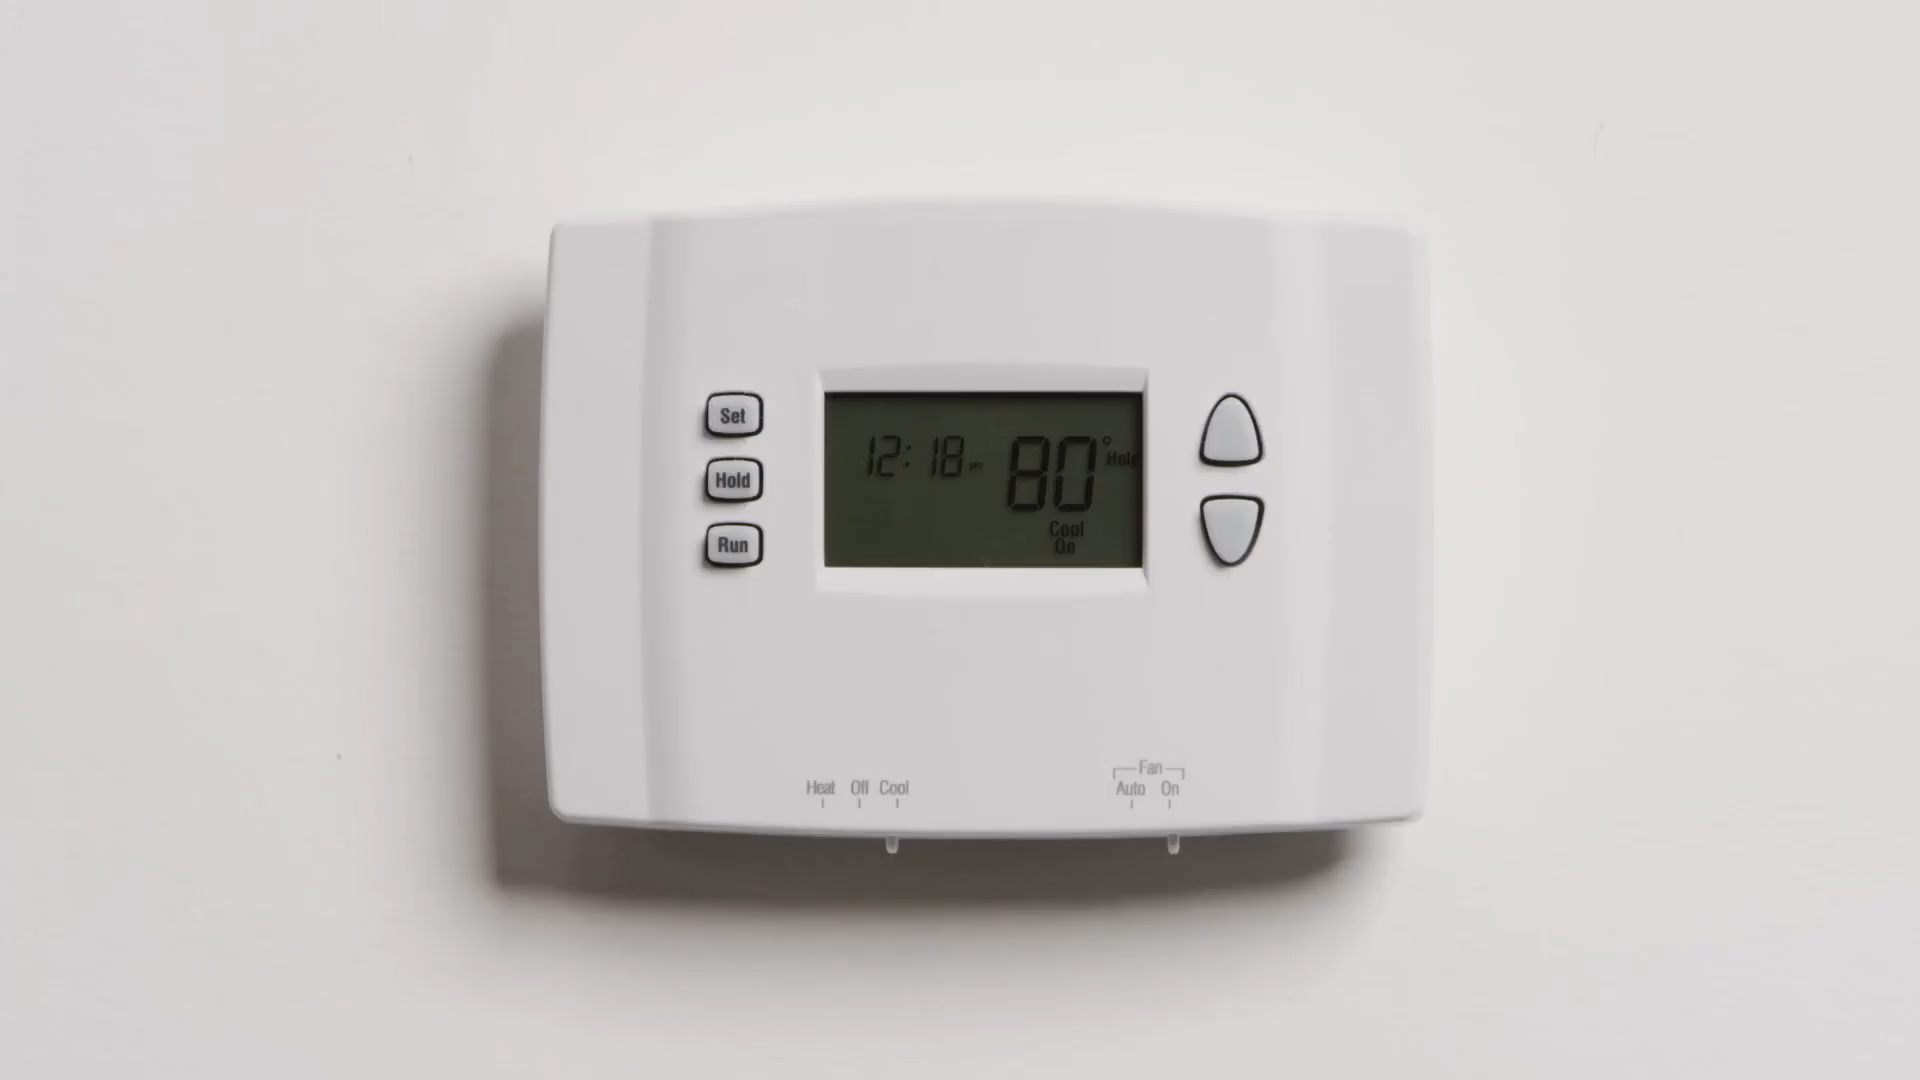 Set
Hold
Run
12:18 pm 80° Hold
Cool
On
Heat Off Cool
Fan
Auto On